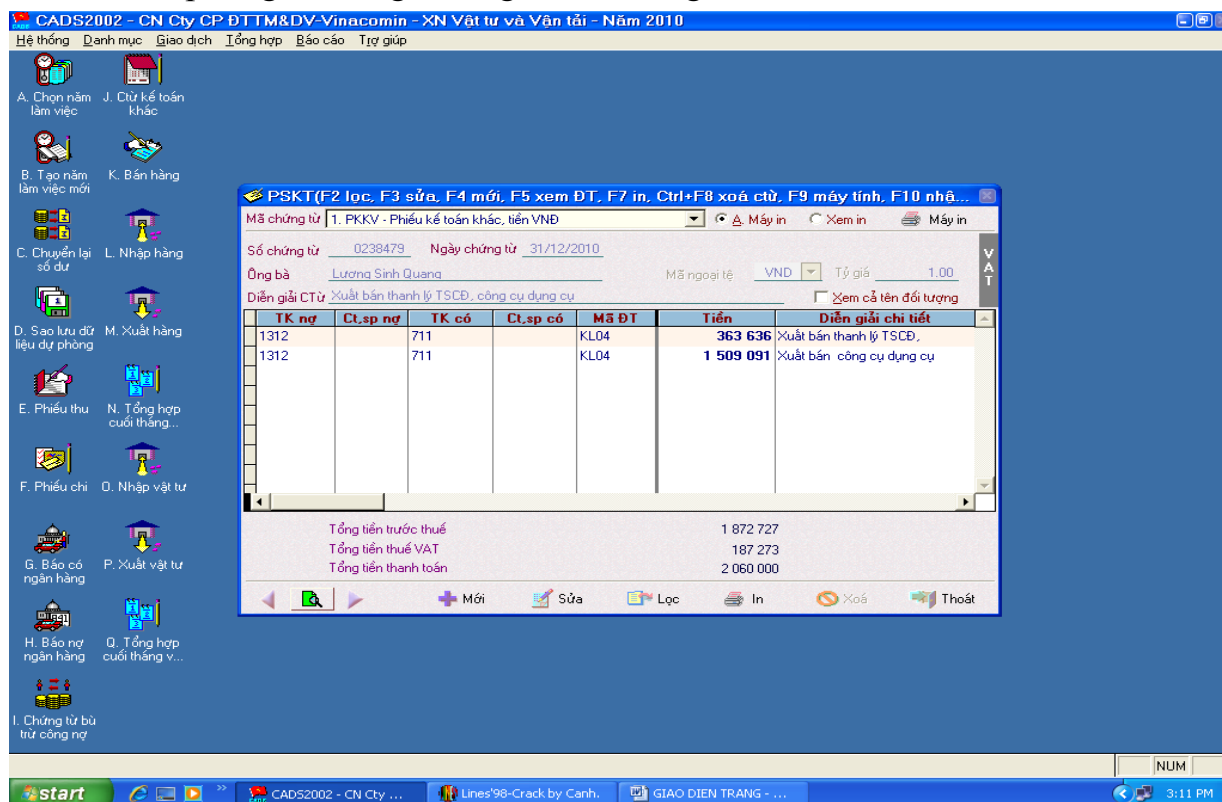 CADS2002 - CN Cty CP ĐTTM&DV-Vinacomin - XN Vật tư và Vận tải - Năm 2010
Hệ thống Danh mục Giao dịch Tổng hợp Báo cáo Trợ giúp
A. Chọn năm làm việc
J. Ctừ kế toán khác
B. Tạo năm làm việc mới
K. Bán hàng
C. Chuyển lại số dư
L. Nhập hàng
D. Sao lưu dữ liệu dự phòng
M. Xuất hàng
E. Phiếu thu
N. Tổng hợp cuối tháng...
F. Phiếu chi
O. Nhập vật tư
G. Báo có ngân hàng
P. Xuất vật tư
H. Báo nợ ngân hàng
Q. Tổng hợp cuối tháng v...
I. Chứng từ bù trừ công nợ
PSKT(F2 lọc, F3 sửa, F4 mới, F5 xem ĐT, F7 in, Ctrl+F8 xoá ctừ, F9 máy tính, F10 nhậ...
Mã chứng từ 1. PKKV - Phiếu kế toán khác, tiền VNĐ A. Máy in Xem in Máy in
Số chứng từ 0238479 Ngày chứng từ 31/12/2010
Ông bà Lương Sinh Quang Mã ngoại tệ VND Tỷ giá 1.00
Diễn giải CTừ Xuất bán thanh lý TSCĐ, công cụ dụng cụ Xem cả tên đối tượng
VAT
TK nợ Ct,sp nợ TK có Ct,sp có Mã ĐT Tiền Diễn giải chi tiết
1312 711 KL04 363 636 Xuất bán thanh lý TSCĐ,
1312 711 KL04 1 509 091 Xuất bán công cụ dụng cụ
Tổng tiền trước thuế 1 872 727
Tổng tiền thuế VAT 187 273
Tổng tiền thanh toán 2 060 000
Mới Sửa Lọc In Xoá Thoát
NUM
start CADS2002 - CN Cty ... Lines'98-Crack by Canh. GIAO DIEN TRANG - ... 3:11 PM